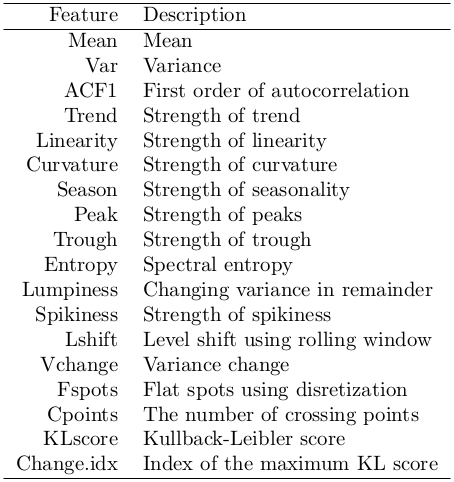 Feature Description
Mean Mean
Var Variance
ACF1 First order of autocorrelation
Trend Strength of trend
Linearity Strength of linearity
Curvature Strength of curvature
Season Strength of seasonality
Peak Strength of peaks
Trough Strength of trough
Entropy Spectral entropy
Lumpiness Changing variance in remainder
Spikiness Strength of spikiness
Lshift Level shift using rolling window
Vchange Variance change
Fspots Flat spots using disretization
Cpoints The number of crossing points
KLscore Kullback-Leibler score
Change.idx Index of the maximum KL score